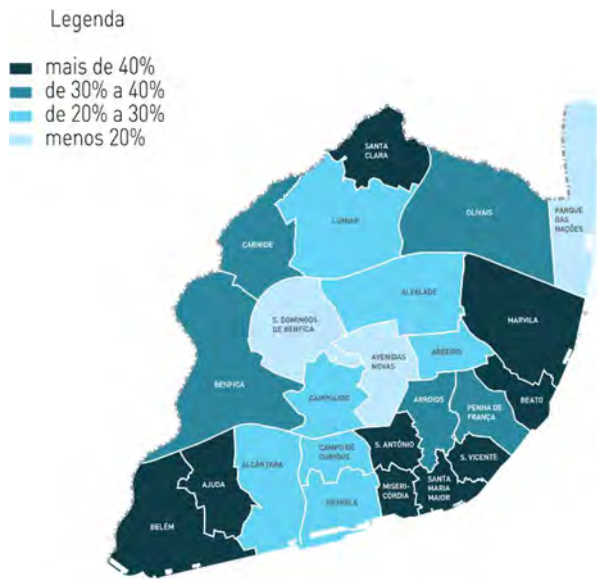 Legenda
mais de 40%
de 30% a 40%
de 20% a 30%
menos 20%
SANTA
CLARA
LUMIAR
OLIVAIS
PARQUE
DAS
NAÇÕES
CARNIDE
ALVALADE
S. DOMINGOS
DE BENFICA
MARVILA
AVENIDAS
NOVAS
AREEIRO
BENFICA
CAMPOLIDE
ARROIOS
PENHA DE
FRANÇA
BEATO
CAMPO DE
OURIQUE
S. ANTÓNIO
S. VICENTE
ALCÂNTARA
AJUDA
MISERI-
CÓRDIA
SANTA
MARIA
MAIOR
ESTRELA
BELÉM